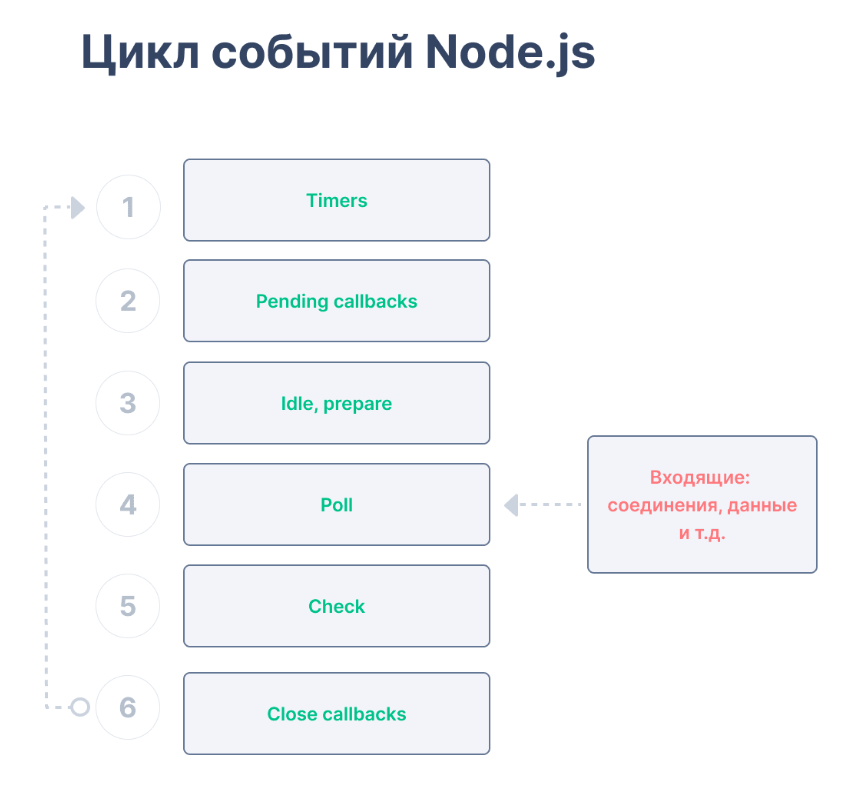 Цикл событий Node.js
1
Timers
2
Pending callbacks
3
Idle, prepare
4
Poll
Входящие:
соединения, данные
и т.д.
5
Check
6
Close callbacks